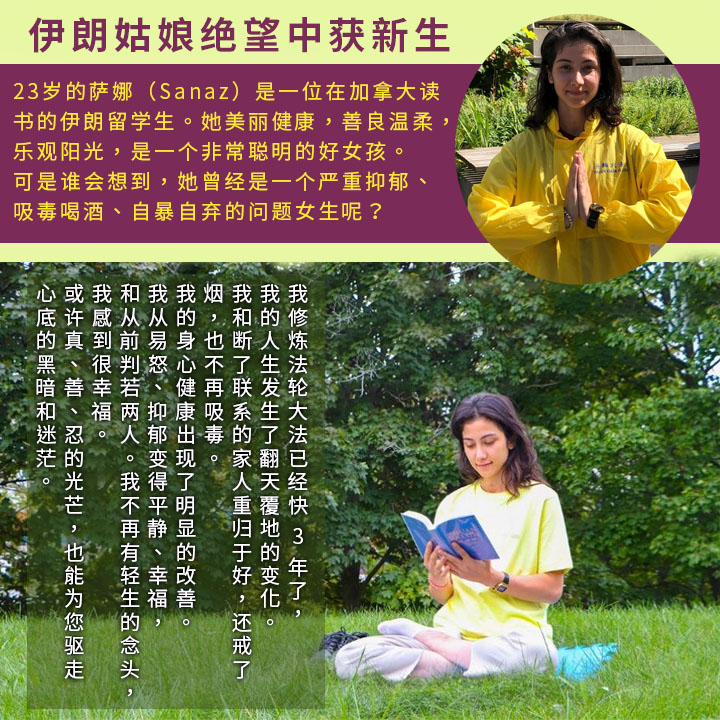 伊朗姑娘绝望中获新生
23岁的萨娜（Sanaz）是一位在加拿大读
书的伊朗留学生。她美丽健康，善良温柔，
乐观阳光，是一个非常聪明的好女孩。
可是谁会想到，她曾经是一个严重抑郁、
吸毒喝酒、自暴自弃的问题女生呢？
我修炼法轮大法已经快3年了，
我的人生发生了翻天覆地的变化。
我和断了联系的家人重归于好，还戒了
烟，也不再吸毒。
我的身心健康出现了明显的改善。
我从易怒、抑郁变得平静、幸福，
和从前判若两人。我不再有轻生的念头，
我感到很幸福。
或许真、善、忍的光芒，也能为您驱走
心底的黑暗和迷茫。